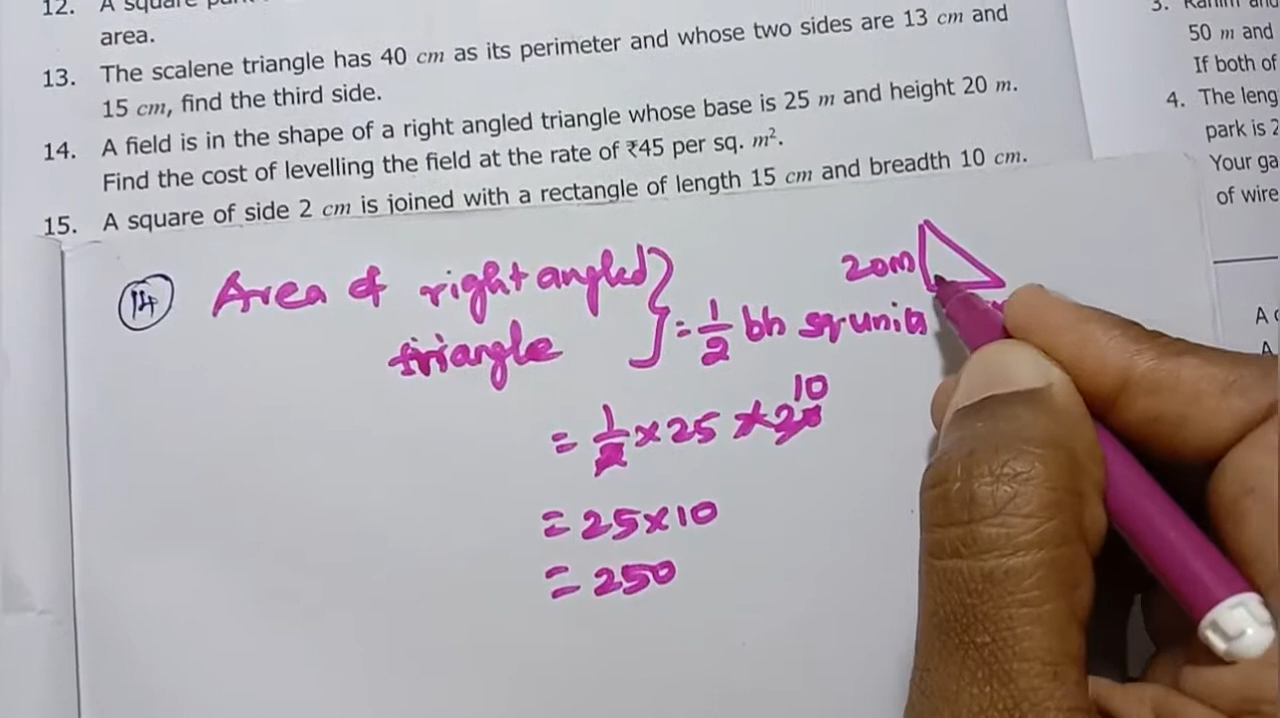 12. A square
area.
13. The scalene triangle has 40 cm as its perimeter and whose two sides are 13 cm and
15 cm, find the third side.
14. A field is in the shape of a right angled triangle whose base is 25 m and height 20 m.
Find the cost of levelling the field at the rate of ₹45 per sq. m².
15. A square of side 2 cm is joined with a rectangle of length 15 cm and breadth 10 cm.
3.
50 m and
If both of
4. The leng
park is 2
Your ga
of wire
A
A
14 Area of right angled
triangle } = 1/2 bh sq units
20m
= 1/2 × 25 × 20 10
= 25×10
= 250